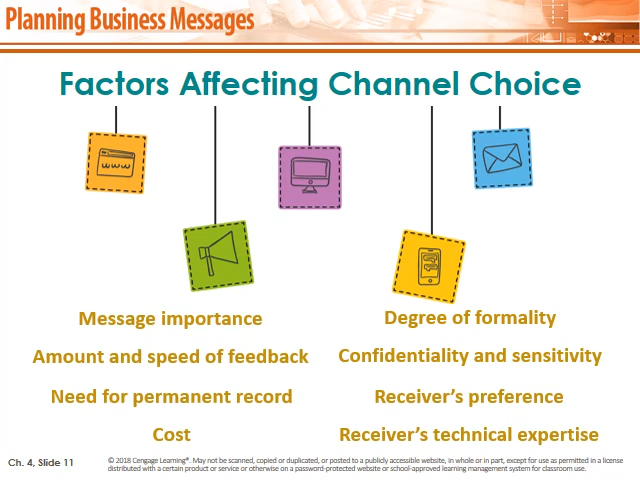 Planning Business Messages
Factors Affecting Channel Choice
www
Message importance
Amount and speed of feedback
Need for permanent record
Cost
Degree of formality
Confidentiality and sensitivity
Receiver's preference
Receiver's technical expertise
Ch. 4, Slide 11
© 2018 Cengage Learning®. May not be scanned, copied or duplicated, or posted to a publicly accessible website, in whole or in part, except for use as permitted in a license
distributed with a certain product or service or otherwise on a password-protected website or school-approved learning management system for classroom use.